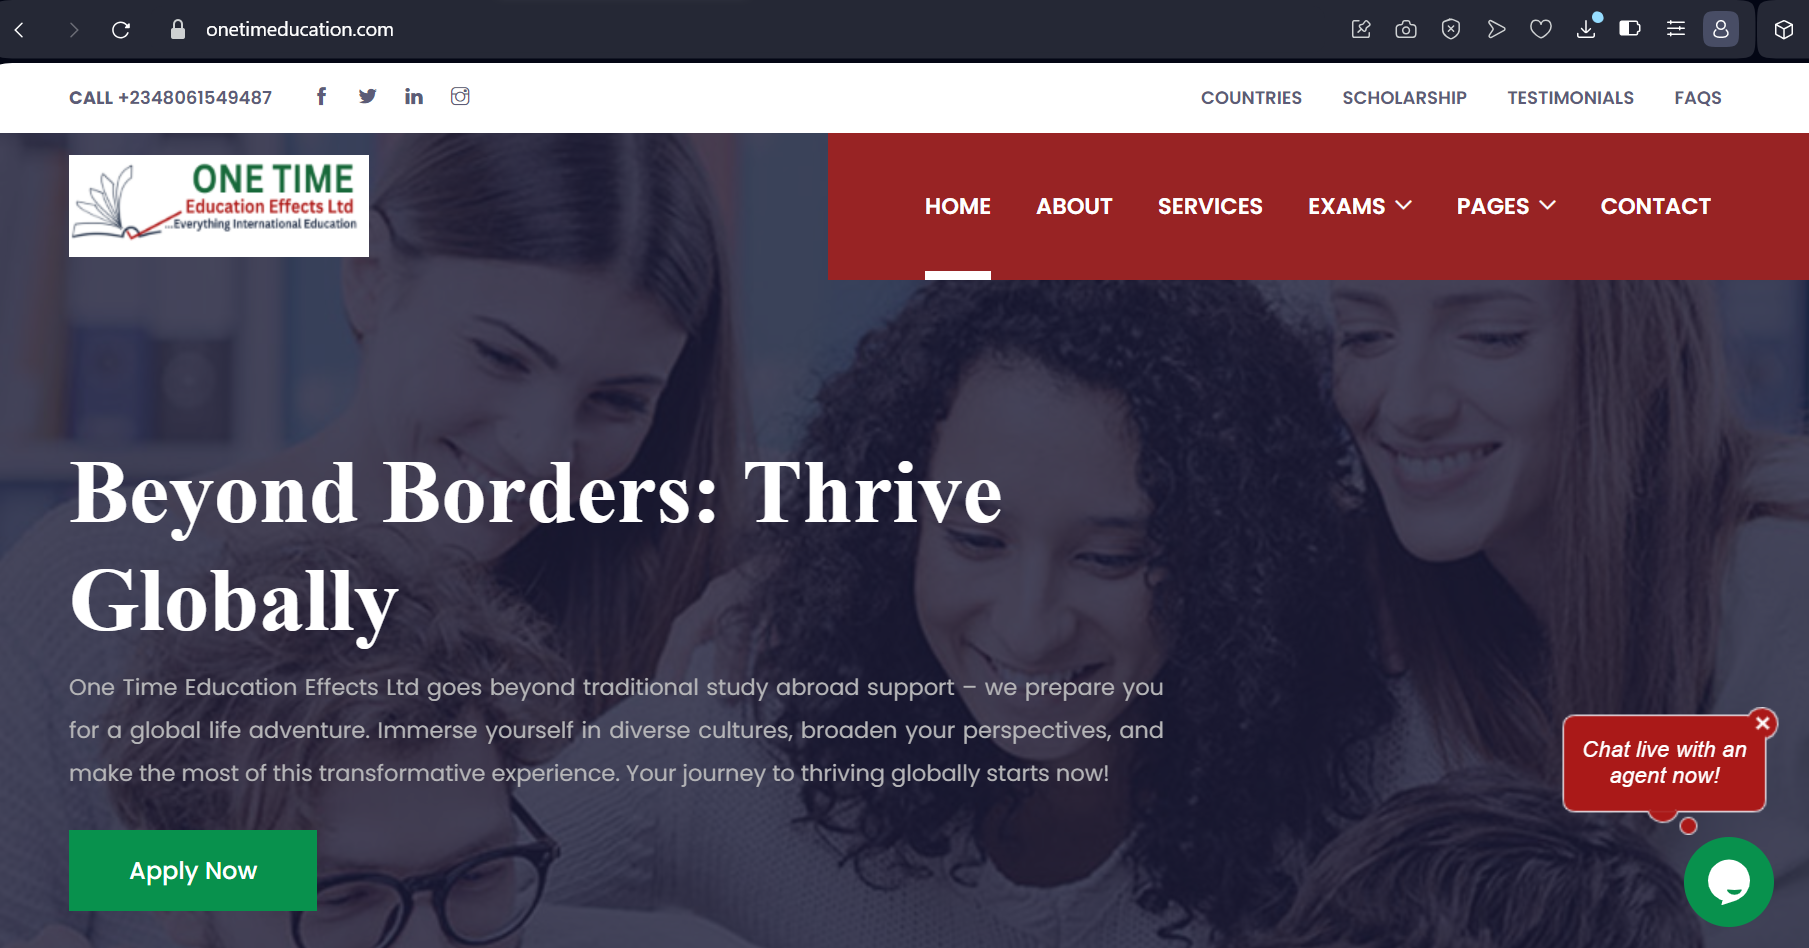 onetimeducation.com
CALL +2348061549487
COUNTRIES SCHOLARSHIP TESTIMONIALS FAQS
ONE TIME
Education Effects Ltd
...Everything International Education
HOME ABOUT SERVICES EXAMS PAGES CONTACT
Beyond Borders: Thrive
Globally
One Time Education Effects Ltd goes beyond traditional study abroad support – we prepare you
for a global life adventure. Immerse yourself in diverse cultures, broaden your perspectives, and
make the most of this transformative experience. Your journey to thriving globally starts now!
Apply Now
Chat live with an
agent now!